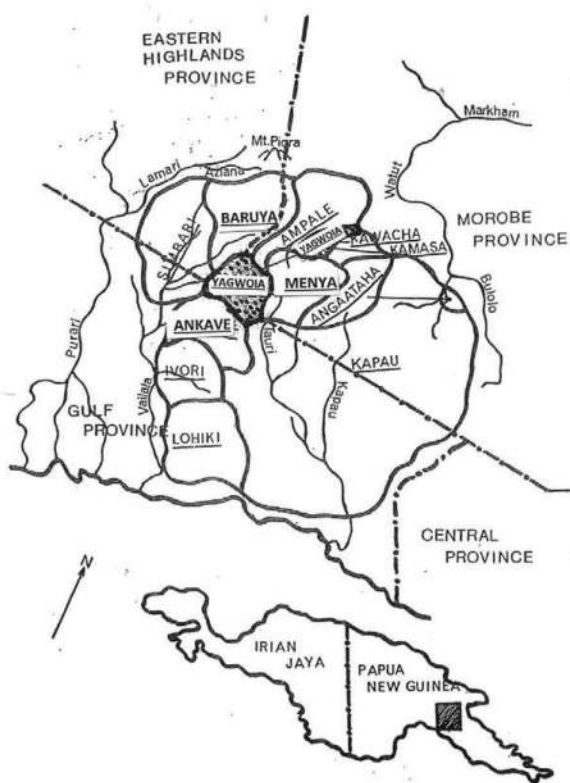 EASTERN
HIGHLANDS
PROVINCE
Markham
Mt. Piora
Lamari
Aziana
Watut
BARUYA
AMPALE
MOROBE
PROVINCE
SIMBARI
YAGWOIA
KAWACHA
KAMASA
YAGWOIA
MENYA
ANGAATAHA
Bulolo
ANKAVE
Purari
Tauri
KAPAU
IVORI
Kapau
Vailala
GULF
PROVINCE
LOHIKI
CENTRAL
PROVINCE
N
IRIAN
JAYA
PAPUA
NEW GUINEA